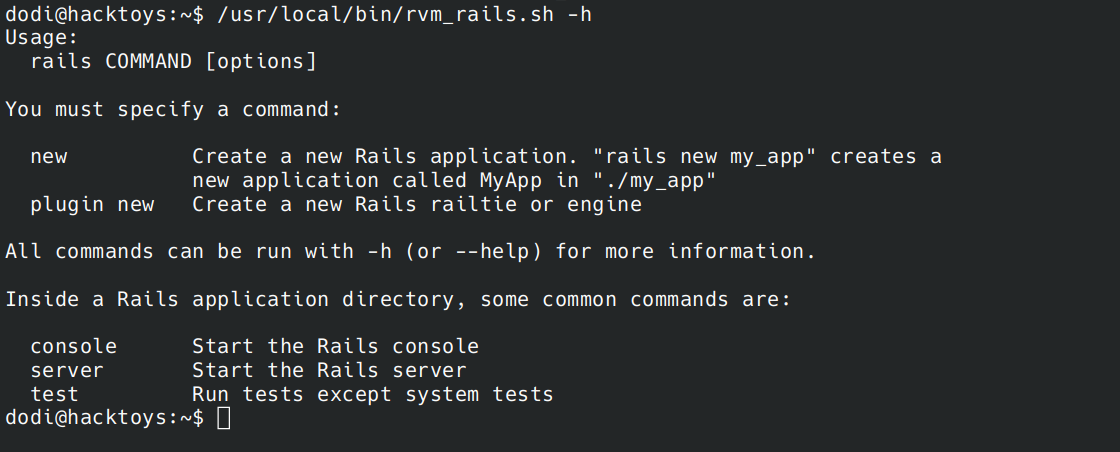 dodi@hacktoys:~$ /usr/local/bin/rvm_rails.sh -h
Usage:
  rails COMMAND [options]

You must specify a command:

  new          Create a new Rails application. "rails new my_app" creates a
               new application called MyApp in "./my_app"
  plugin new   Create a new Rails railtie or engine

All commands can be run with -h (or --help) for more information.

Inside a Rails application directory, some common commands are:

  console      Start the Rails console
  server       Start the Rails server
  test         Run tests except system tests
dodi@hacktoys:~$